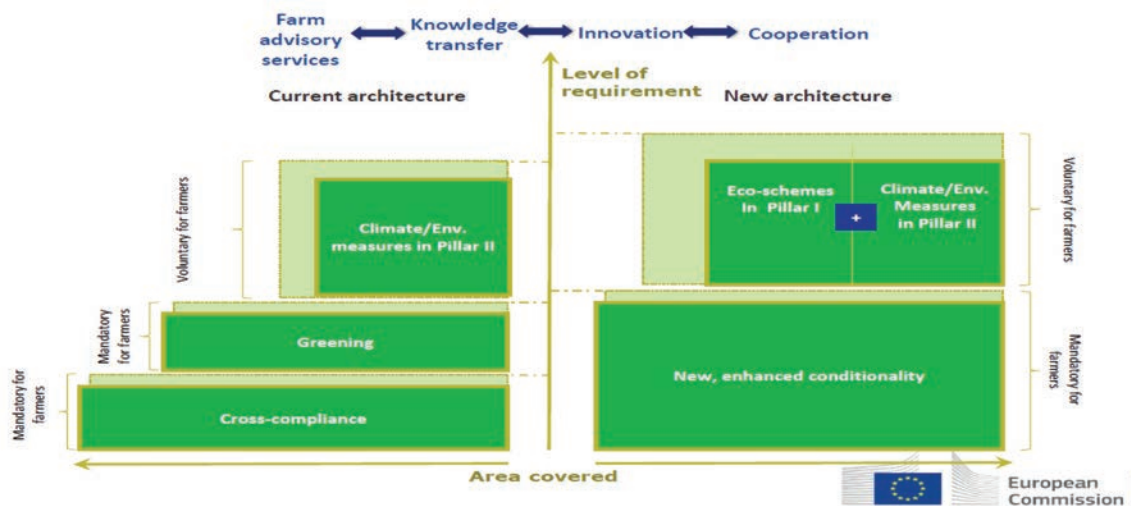 Farm
advisory
services
Knowledge
transfer
Innovation
Cooperation
Level of
requirement
Current architecture
New architecture
Voluntary for farmers
Climate/Env.
measures in Pillar II
Eco-schemes
In Pillar I
+
Climate/Env.
Measures
in Pillar II
Voluntary for farmers
Mandatory
for farmers
Greening
Mandatory for
farmers
Cross-compliance
New, enhanced conditionality
Mandatory for
farmers
Area covered
European
Commission